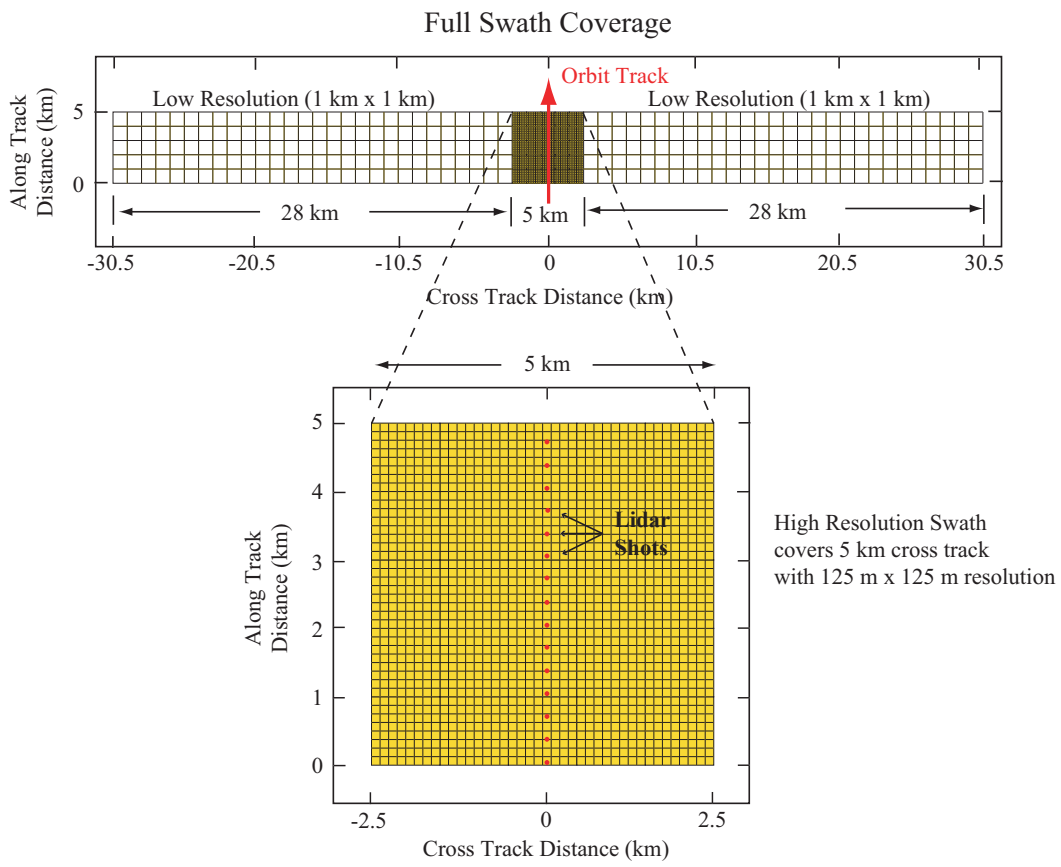 Full Swath Coverage
Orbit Track
Low Resolution (1 km x 1 km)
Low Resolution (1 km x 1 km)
Along Track
Distance (km)
5
0
28 km
5 km
28 km
-30.5
-20.5
-10.5
0
10.5
20.5
30.5
Cross Track Distance (km)
5 km
Along Track
Distance (km)
5
4
3
2
1
0
Lidar
Shots
High Resolution Swath
covers 5 km cross track
with 125 m x 125 m resolution
-2.5
0
2.5
Cross Track Distance (km)